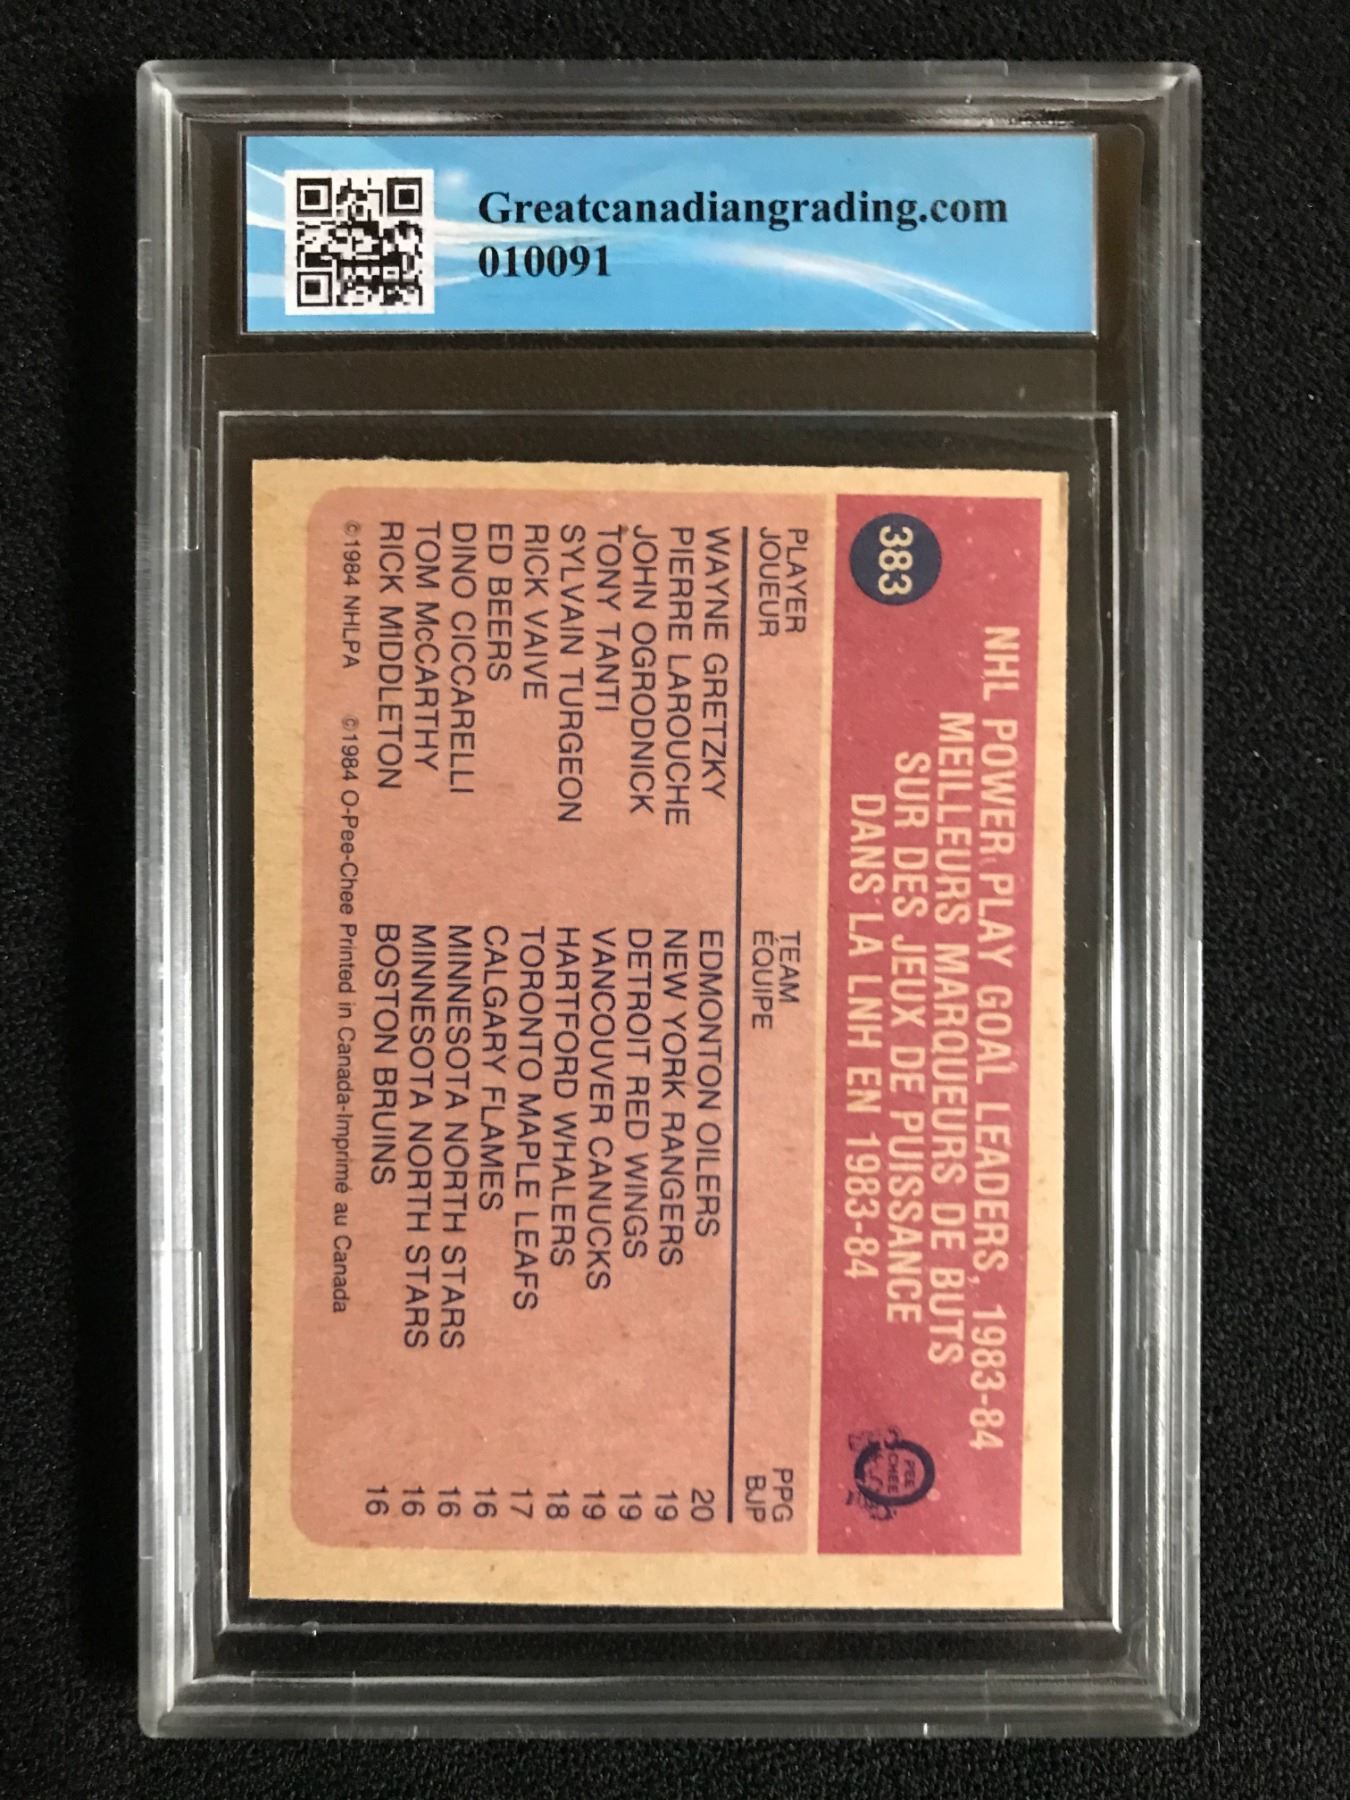 Greatcanadiangrading.com
010091
383
NHL POWER PLAY GOAL LEADERS, 1983-84
MEILLEURS MARQUEURS DE BUTS
SUR DES JEUX DE PUISSANCE
DANS LA LNH EN 1983-84
O PEE CHEE
PLAYER TEAM PPG
JOUEUR ÉQUIPE BJP
WAYNE GRETZKY EDMONTON OILERS 20
PIERRE LAROUCHE NEW YORK RANGERS 19
JOHN OGRODNICK DETROIT RED WINGS 19
TONY TANTI VANCOUVER CANUCKS 19
SYLVAIN TURGEON HARTFORD WHALERS 18
RICK VAIVE TORONTO MAPLE LEAFS 17
ED BEERS CALGARY FLAMES 16
DINO CICCARELLI MINNESOTA NORTH STARS 16
TOM McCARTHY MINNESOTA NORTH STARS 16
RICK MIDDLETON BOSTON BRUINS 16
©1984 NHLPA ©1984 O-Pee-Chee Printed in Canada-Imprimé au Canada